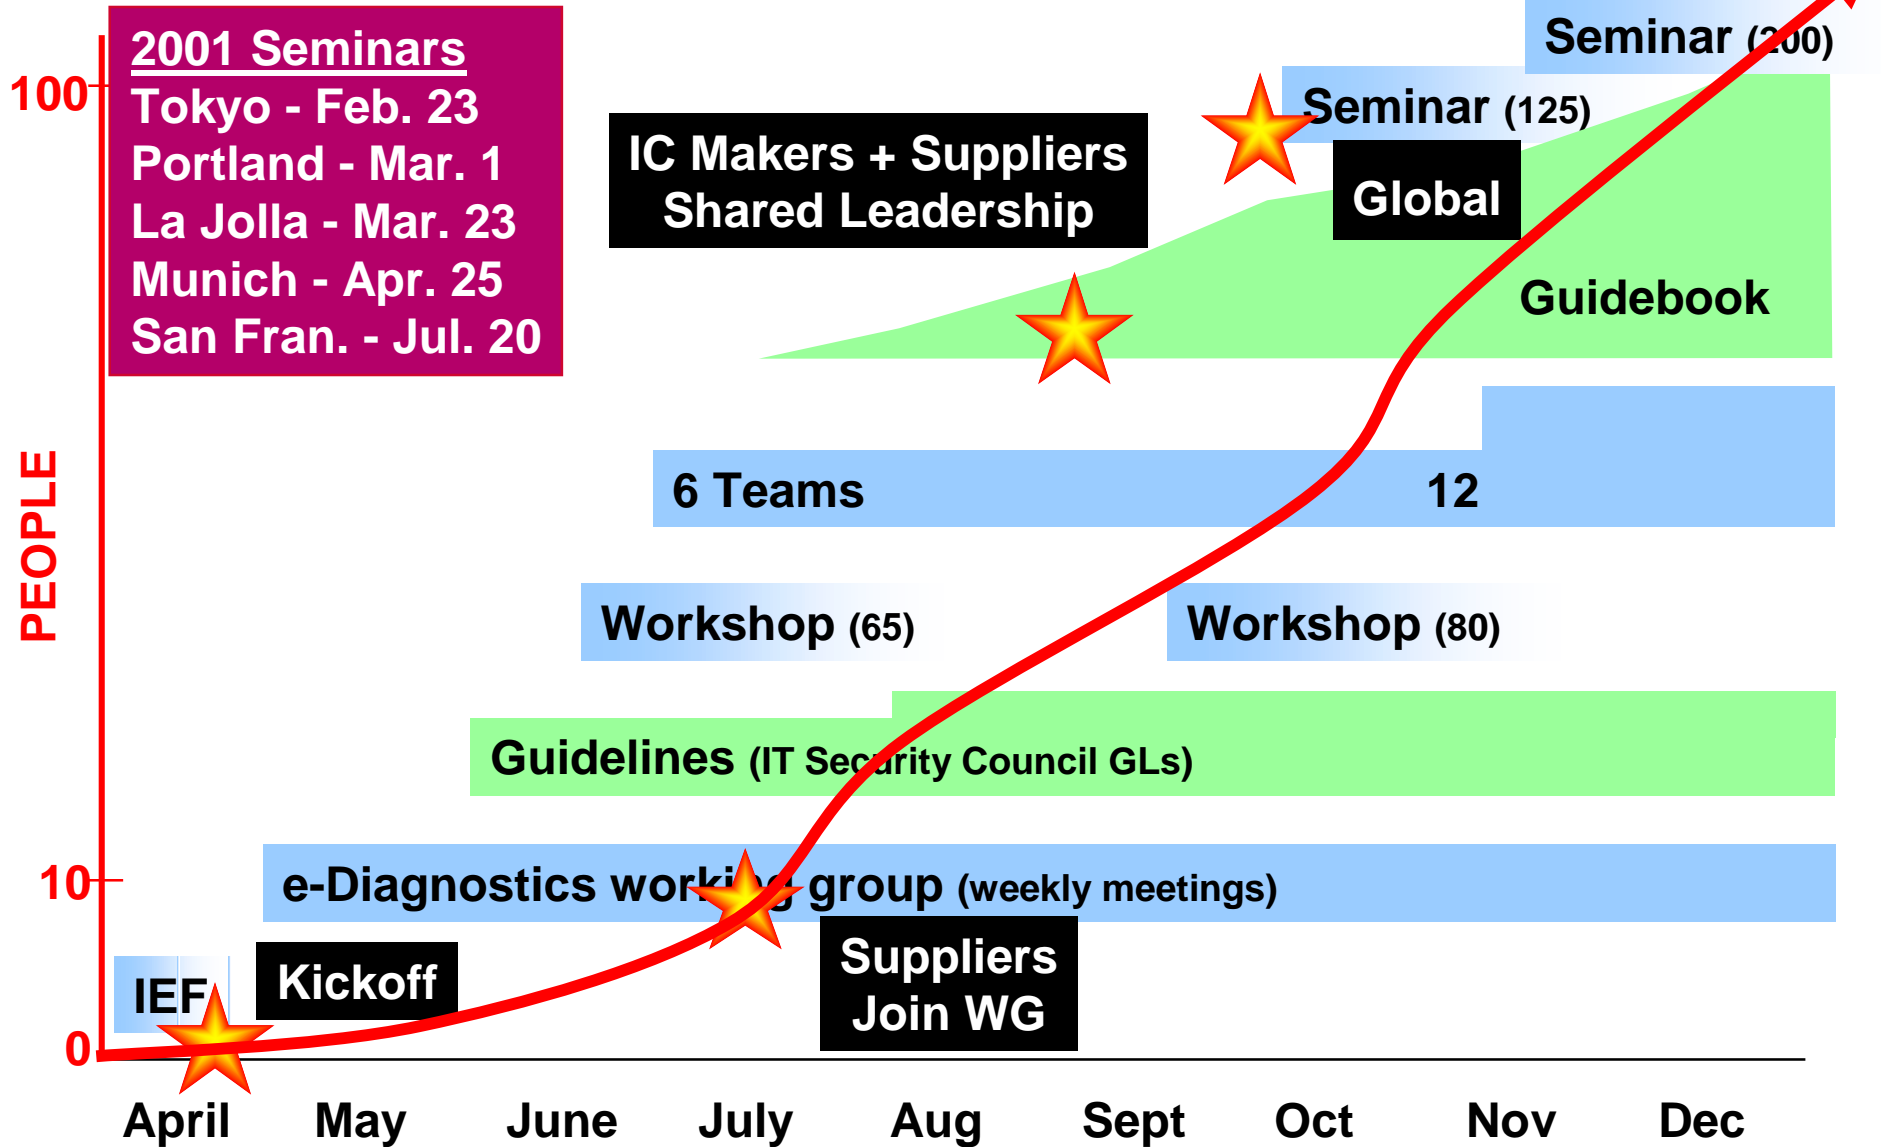 2001 Seminars
Tokyo - Feb. 23
Portland - Mar. 1
La Jolla - Mar. 23
Munich - Apr. 25
San Fran. - Jul. 20
100
Seminar (200)
Seminar (125)
IC Makers + Suppliers
Shared Leadership
Global
Guidebook
PEOPLE
6 Teams 12
Workshop (65) Workshop (80)
Guidelines (IT Security Council GLs)
10
e-Diagnostics working group (weekly meetings)
Suppliers
Join WG
IEF
Kickoff
0
April May June July Aug Sept Oct Nov Dec